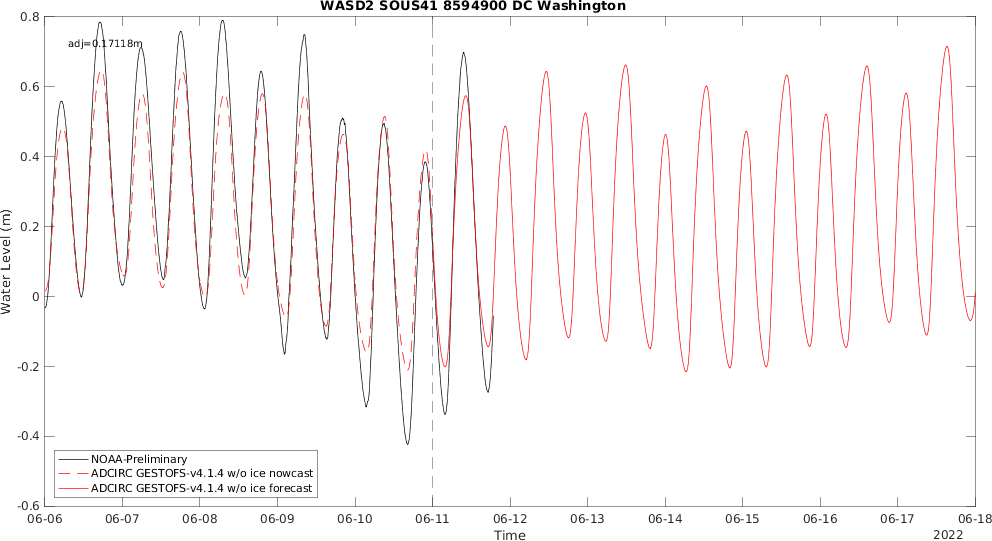 WASD2 SOUS41 8594900 DC Washington
adj=0.17118m
0.8
0.6
0.4
0.2
0
-0.2
-0.4
-0.6
Water Level (m)
NOAA-Preliminary
ADCIRC GESTOFS-v4.1.4 w/o ice nowcast
ADCIRC GESTOFS-v4.1.4 w/o ice forecast
06-06 06-07 06-08 06-09 06-10 06-11 06-12 06-13 06-14 06-15 06-16 06-17 06-18
Time
2022